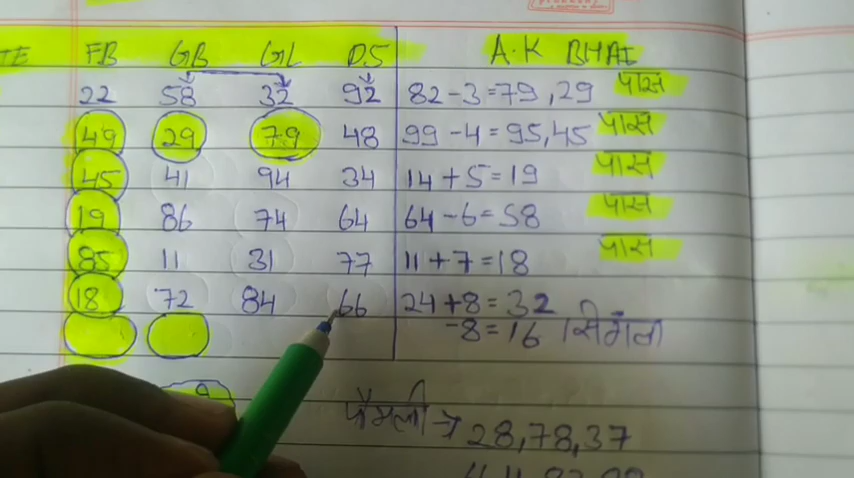 TE FB GB GL D.S A.K BHAI
22 58 32 92 82-3=79,29 पास
49 29 79 48 99-4=95,45 पास
45 41 94 34 14+5=19 पास
19 86 74 64 64-6=58 पास
85 11 31 77 11+7=18 पास
18 72 84 66 24+8=32
-8=16
फैमली → 28,78,37